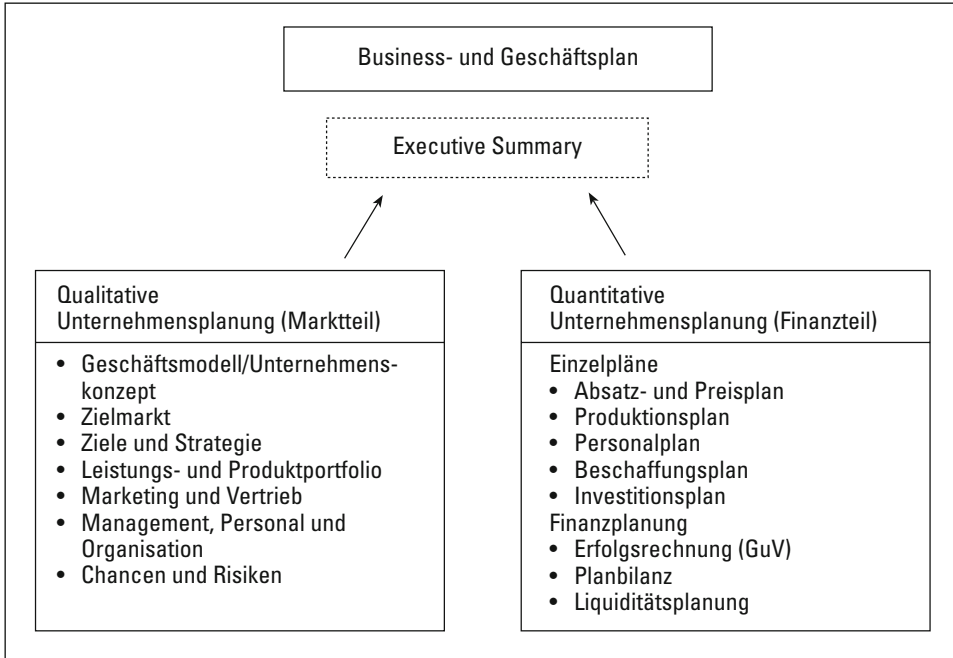 Business- und Geschäftsplan
Executive Summary
Qualitative
Unternehmensplanung (Marktteil)
• Geschäftsmodell/Unternehmens-
konzept
• Zielmarkt
• Ziele und Strategie
• Leistungs- und Produktportfolio
• Marketing und Vertrieb
• Management, Personal und
Organisation
• Chancen und Risiken
Quantitative
Unternehmensplanung (Finanzteil)
Einzelpläne
• Absatz- und Preisplan
• Produktionsplan
• Personalplan
• Beschaffungsplan
• Investitionsplan
Finanzplanung
• Erfolgsrechnung (GuV)
• Planbilanz
• Liquiditätsplanung